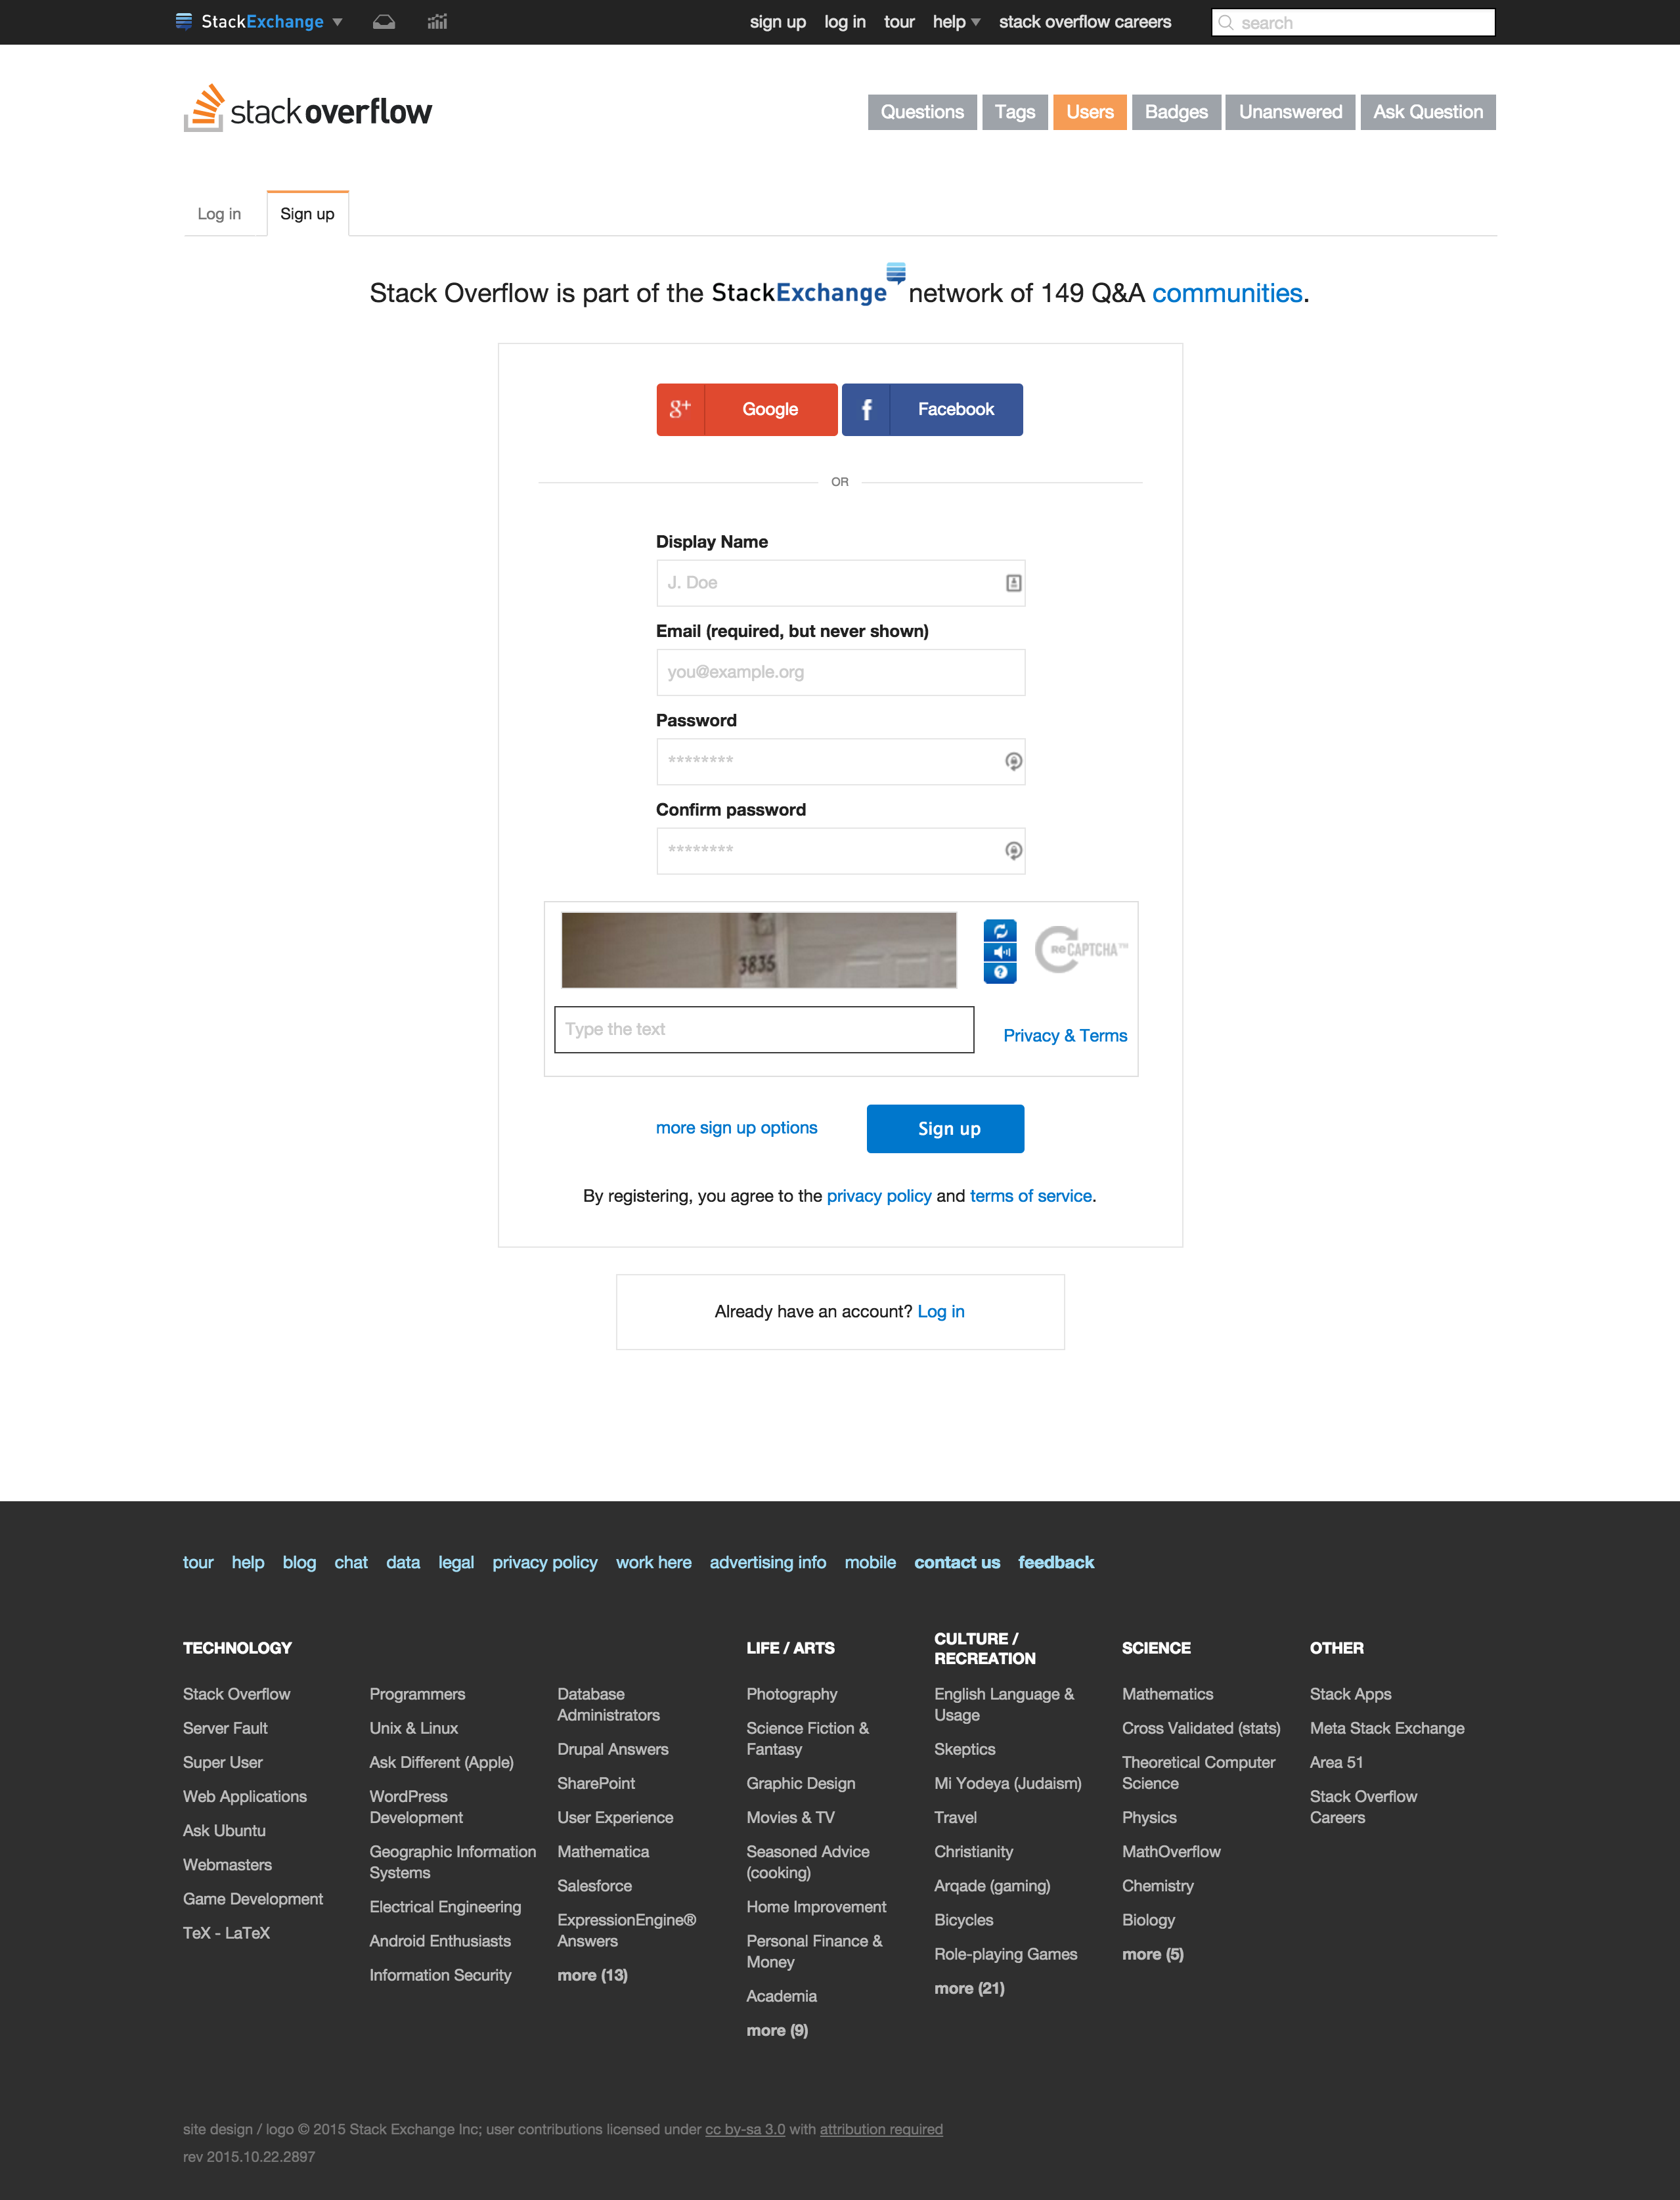 StackExchange
sign up log in tour help stack overflow careers search
stackoverflow
Questions Tags Users Badges Unanswered Ask Question
Log in Sign up
Stack Overflow is part of the StackExchange network of 149 Q&A communities.
g+ Google f Facebook
OR
Display Name
J. Doe
Email (required, but never shown)
you@example.org
Password
********
Confirm password
********
3835
reCAPTCHA™
Type the text
Privacy & Terms
more sign up options Sign up
By registering, you agree to the privacy policy and terms of service.
Already have an account? Log in
tour help blog chat data legal privacy policy work here advertising info mobile contact us feedback
TECHNOLOGY
Stack Overflow
Server Fault
Super User
Web Applications
Ask Ubuntu
Webmasters
Game Development
TeX - LaTeX
Programmers
Unix & Linux
Ask Different (Apple)
WordPress
Development
Geographic Information
Systems
Electrical Engineering
Android Enthusiasts
Information Security
Database
Administrators
Drupal Answers
SharePoint
User Experience
Mathematica
Salesforce
ExpressionEngine®
Answers
more (13)
LIFE / ARTS
Photography
Science Fiction &
Fantasy
Graphic Design
Movies & TV
Seasoned Advice
(cooking)
Home Improvement
Personal Finance &
Money
Academia
more (9)
CULTURE /
RECREATION
English Language &
Usage
Skeptics
Mi Yodeya (Judaism)
Travel
Christianity
Arqade (gaming)
Bicycles
Role-playing Games
more (21)
SCIENCE
Mathematics
Cross Validated (stats)
Theoretical Computer
Science
Physics
MathOverflow
Chemistry
Biology
more (5)
OTHER
Stack Apps
Meta Stack Exchange
Area 51
Stack Overflow
Careers
site design / logo © 2015 Stack Exchange Inc; user contributions licensed under cc by-sa 3.0 with attribution required
rev 2015.10.22.2897